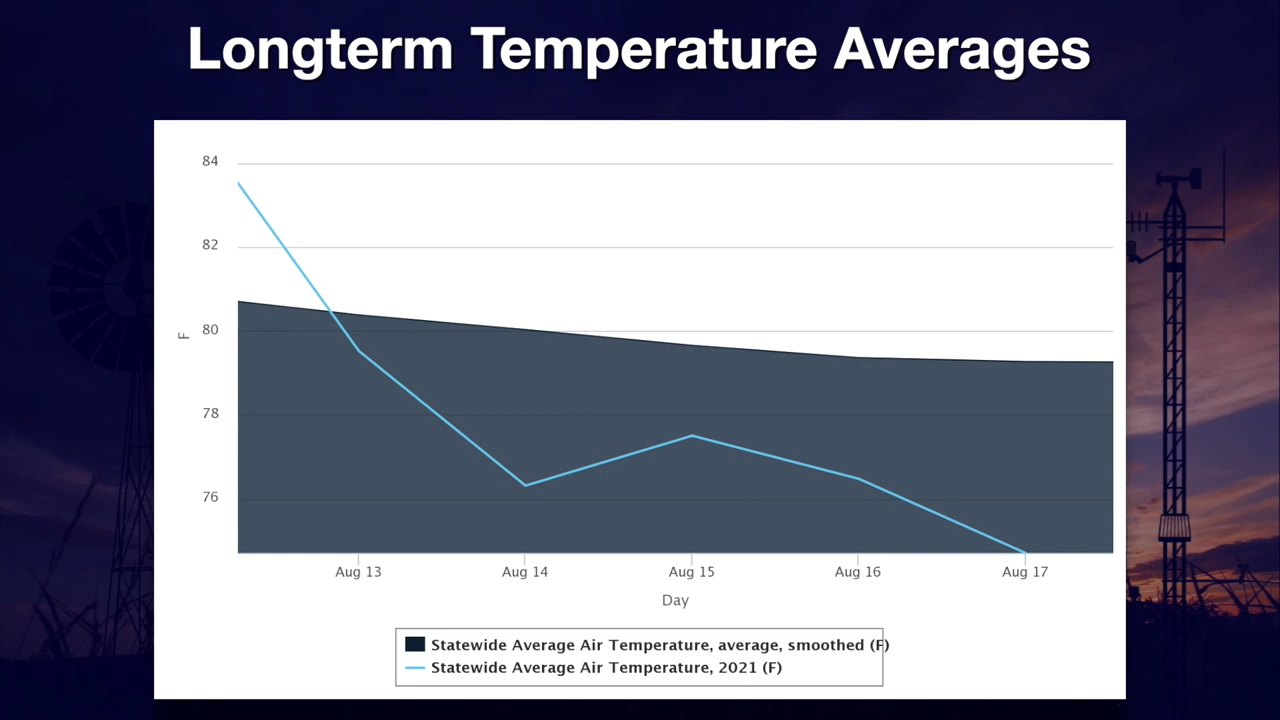 Longterm Temperature Averages
84
82
80
78
76
F
Aug 13 Aug 14 Aug 15 Aug 16 Aug 17
Day
Statewide Average Air Temperature, average, smoothed (F)
Statewide Average Air Temperature, 2021 (F)